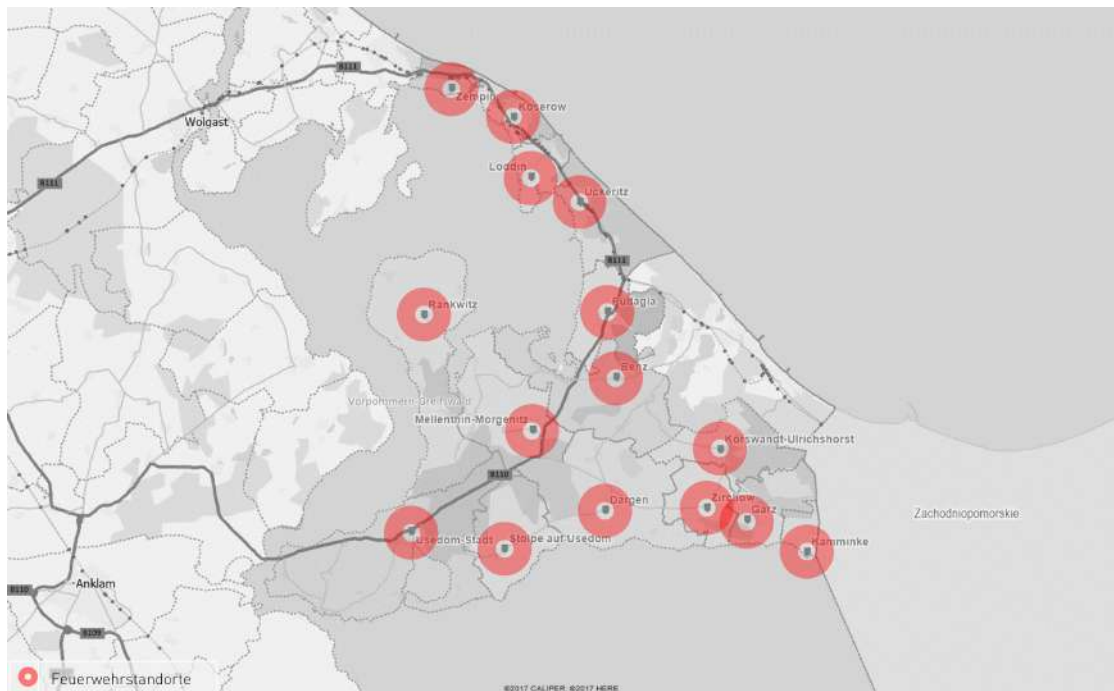 B111
Zempin
Koserow
Wolgast
Loddin
B111
Ückeritz
B111
Pudagia
Rankwitz
Benz
Vorpommern-Greifswald
Mellenthin-Morgenitz
Korswandt-Ulrichshorst
B110
Dargen
Zirchow
Garz
Zachodniopomorskie
Usedom-Stadt
Stolpe auf Usedom
Kamminke
Anklam
B110
B109
Feuerwehrstandorte
©2017 CALIPER ©2017 HERE